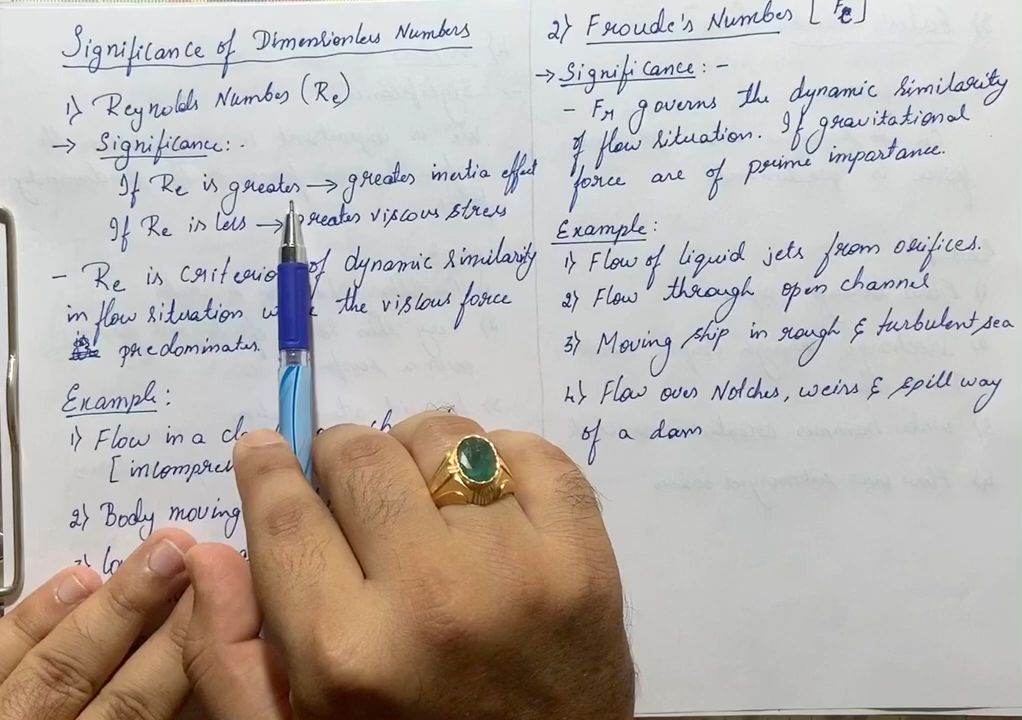 Significance of Dimensionless Numbers
1) Reynolds Number (Re)
→ Significance:-
If Re is greater → greater inertia effect
If Re is less → greater viscous stress
- Re is criterion of dynamic similarity
in flow situation the viscous force
predominates.
Example:
1) Flow in a
[incompre
2) Body moving
3)
2) Froude's Number [Fr]
→ Significance:-
- Fr governs the dynamic similarity
of flow situation. If gravitational
force are of prime importance.
Example:
1) Flow of liquid jets from orifices.
2) Flow through open channel
3) Moving ship in rough & turbulent sea
4) Flow over Notches, weirs & spill way
of a dam